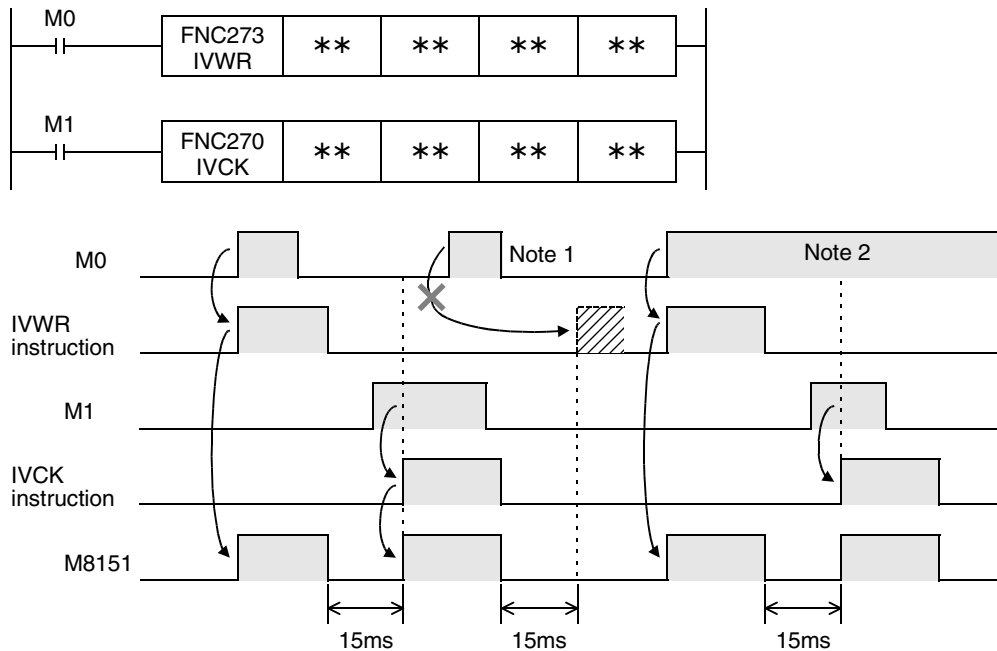 M0
FNC273 ** ** ** **
IVWR
M1
FNC270 ** ** ** **
IVCK
M0
Note 1
Note 2
IVWR
instruction
M1
IVCK
instruction
M8151
15ms 15ms 15ms